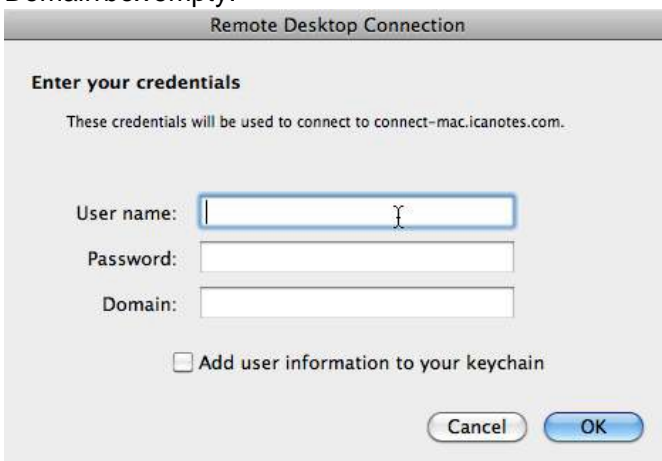 Remote Desktop Connection
Enter your credentials
These credentials will be used to connect to connect-mac.icanotes.com.
User name:
Password:
Domain:
Add user information to your keychain
Cancel OK